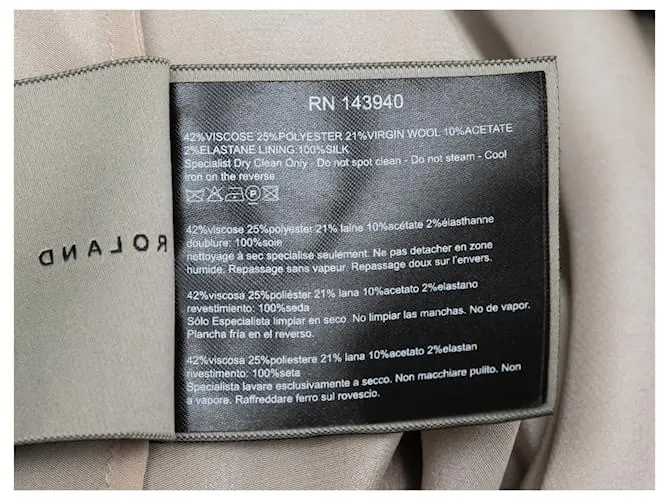 RN 143940
42%VISCOSE 25%POLYESTER 21%VIRGIN WOOL 10%ACETATE
2%ELASTANE LINING:100%SILK
Specialist Dry Clean Only - Do not spot clean - Do not steam - Cool
iron on the reverse
P
42%viscose 25%polyester 21% laine 10%acétate 2%élasthanne
doublure: 100%soie
nettoyage à sec specialise seulement. Ne pas detacher en zone
humide. Repassage sans vapeur. Repassage doux sur l'envers.
42%viscosa 25%poliéster 21% lana 10%acetato 2%elastano
revestimiento: 100%seda
Sólo Especialista limpiar en seco. No limpiar las manchas. No de vapor.
Plancha fría en el reverso.
42%viscosa 25%poliestere 21% lana 10%acetato 2%elastan
rivestimento: 100%seta
Specialista lavare esclusivamente a secco. Non macchiare pulito. Non
a vapore. Raffreddare ferro sul rovescio.
ROLAND